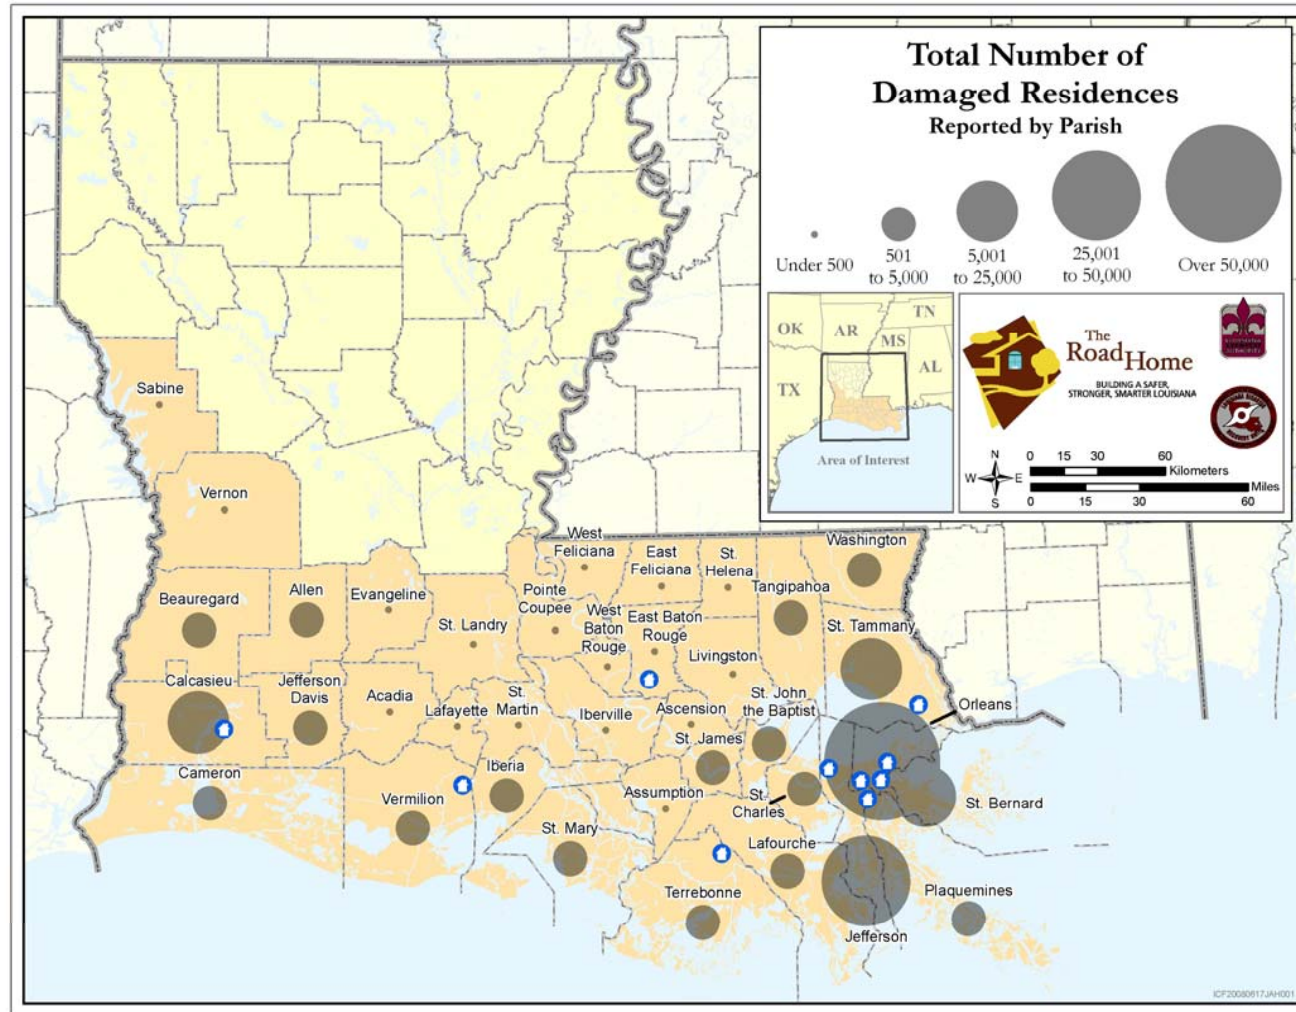 Total Number of
Damaged Residences
Reported by Parish
Under 500
501
to 5,000
5,001
to 25,000
25,001
to 50,000
Over 50,000
OK
AR
TN
MS
AL
TX
Area of Interest
The
Road Home
BUILDING A SAFER,
STRONGER, SMARTER LOUISIANA
N
W
E
S
0 15 30 60
Kilometers
Miles
0 15 30 60
Sabine
Vernon
West
Feliciana
East
Feliciana
St.
Helena
Washington
Beauregard
Allen
Evangeline
Pointe
Coupee
Tangipahoa
St. Landry
West
Baton
Rouge
East Baton
Rouge
St. Tammany
Livingston
Calcasieu
Jefferson
Davis
Acadia
Lafayette
St.
Martin
Iberville
Ascension
St. John
the Baptist
Orleans
St. James
Cameron
Vermilion
Iberia
Assumption
St.
Charles
St. Bernard
St. Mary
Lafourche
Terrebonne
Plaquemines
Jefferson
ICF20080617JAH001